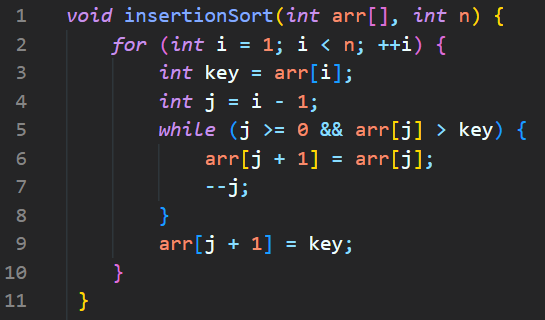 1 void insertionSort(int arr[], int n) {
2 for (int i = 1; i < n; ++i) {
3 int key = arr[i];
4 int j = i - 1;
5 while (j >= 0 && arr[j] > key) {
6 arr[j + 1] = arr[j];
7 --j;
8 }
9 arr[j + 1] = key;
10 }
11 }